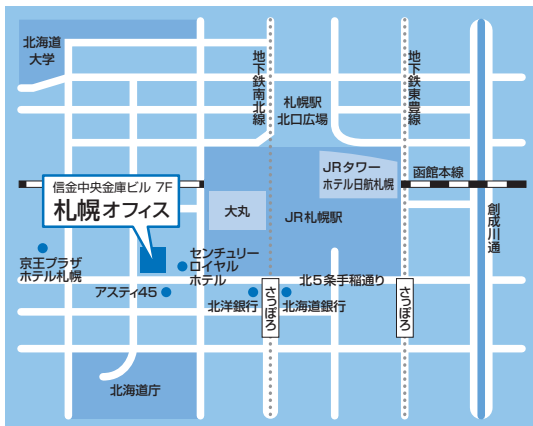 北海道
大学
地下鉄南北線
札幌駅
北口広場
地下鉄東豊線
信金中央金庫ビル 7F
札幌オフィス
JRタワー
ホテル日航札幌
函館本線
大丸
JR札幌駅
創成川通
京王プラザ
ホテル札幌
センチュリー
ロイヤル
ホテル
アスティ45
北洋銀行
さっぽろ
北5条手稲通り
北海道銀行
さっぽろ
北海道庁